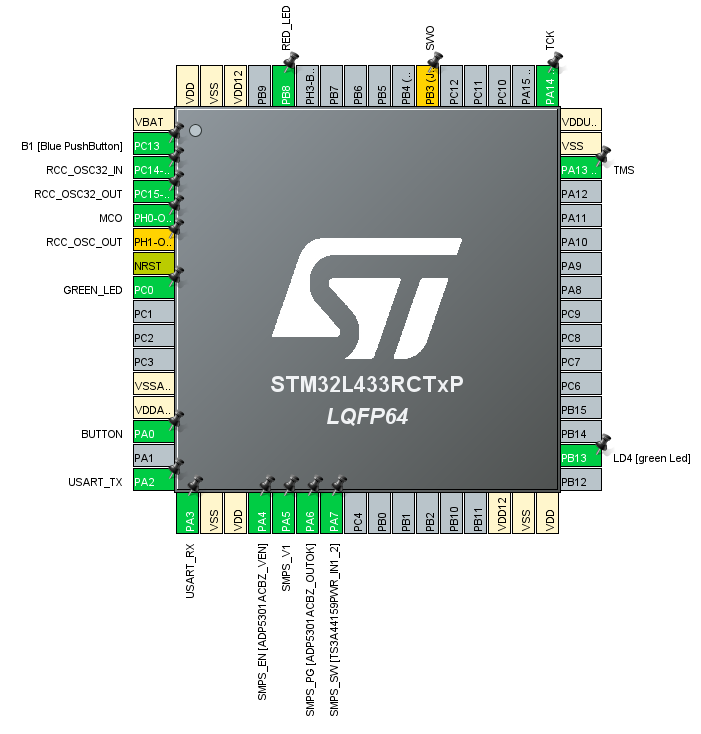 RED_LED
SWO
TCK
VDD
VSS
VDD12
PB9
PB8
PH3-B..
PB7
PB6
PB5
PB4 (...
PB3 (J..
PC12
PC11
PC10
PA15 ..
PA14 ..
VBAT
B1 [Blue PushButton] PC13
RCC_OSC32_IN PC14-..
RCC_OSC32_OUT PC15-..
MCO PH0-O..
RCC_OSC_OUT PH1-O..
NRST
GREEN_LED PC0
PC1
PC2
PC3
VSSA..
VDDA..
BUTTON PA0
PA1
USART_TX PA2
STM32L433RCTxP
LQFP64
VDDU..
VSS
PA13 .. TMS
PA12
PA11
PA10
PA9
PA8
PC9
PC8
PC7
PC6
PB15
PB14
PB13 LD4 [green Led]
PB12
PA3
VSS
VDD
PA4
PA5
PA6
PA7
PC4
PB0
PB1
PB2
PB10
PB11
VDD12
VSS
VDD
USART_RX
SMPS_EN [ADP5301ACBZ_VEN]
SMPS_V1
SMPS_PG [ADP5301ACBZ_OUTOK]
SMPS_SW [TS3A44159PWR_IN1_2]